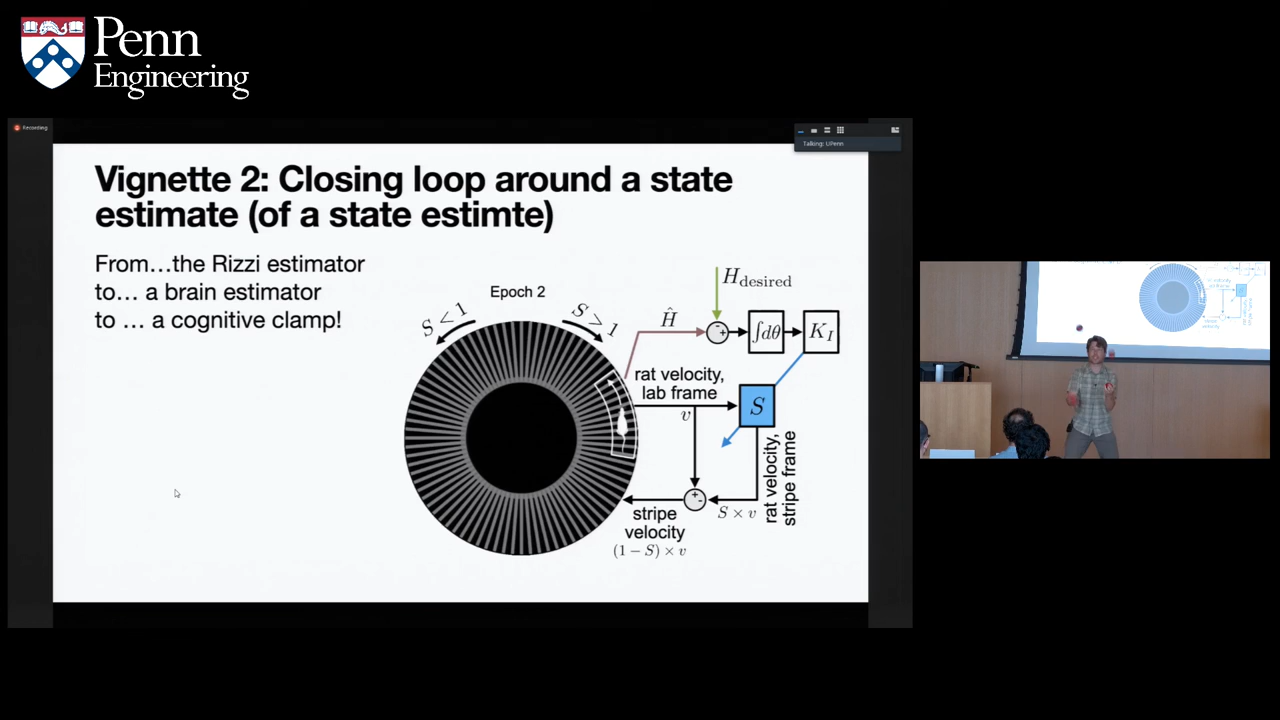 Penn
Engineering
Recording
Talking: UPenn
Vignette 2: Closing loop around a state
estimate (of a state estimte)
From…the Rizzi estimator
to… a brain estimator
to … a cognitive clamp!
Epoch 2
S < 1
S > 1
H_desired
Ĥ
+
∫dθ
K_I
rat velocity,
lab frame
v
S
rat velocity,
stripe frame
+
-
S × v
stripe
velocity
(1 − S) × v